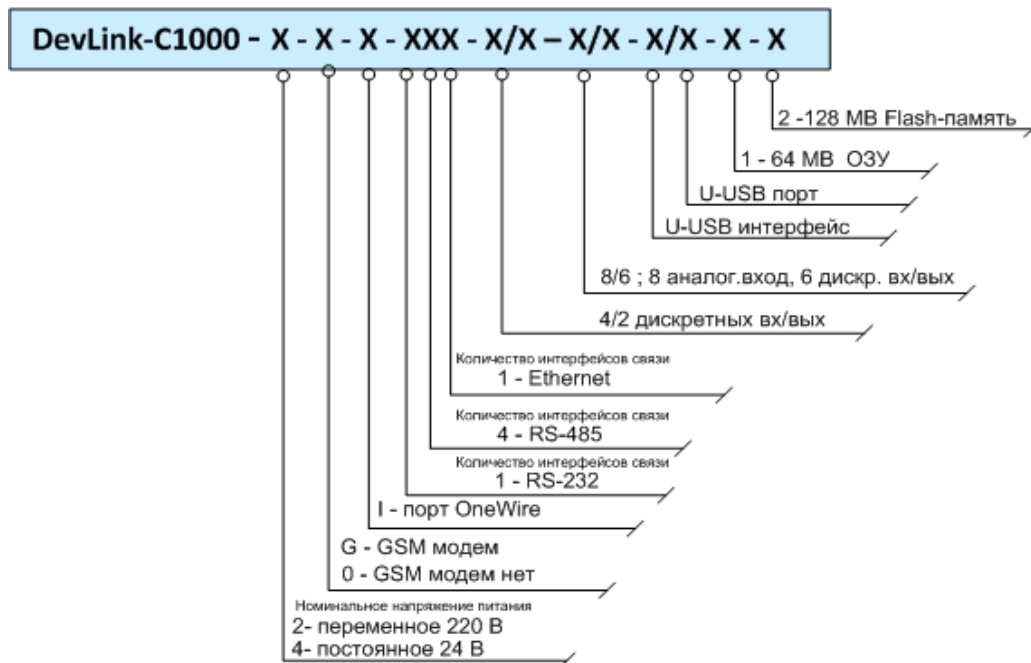 DevLink-C1000 - X - X - X - XXX - X/X – X/X - X/X - X - X
2 -128 MB Flash-память
1 - 64 MB ОЗУ
U-USB порт
U-USB интерфейс
8/6 ; 8 аналог.вход, 6 дискр. вх/вых
4/2 дискретных вх/вых
Количество интерфейсов связи
1 - Ethernet
Количество интерфейсов связи
4 - RS-485
Количество интерфейсов связи
1 - RS-232
I - порт OneWire
G - GSM модем
0 - GSM модем нет
Номинальное напряжение питания
2- переменное 220 В
4- постоянное 24 В